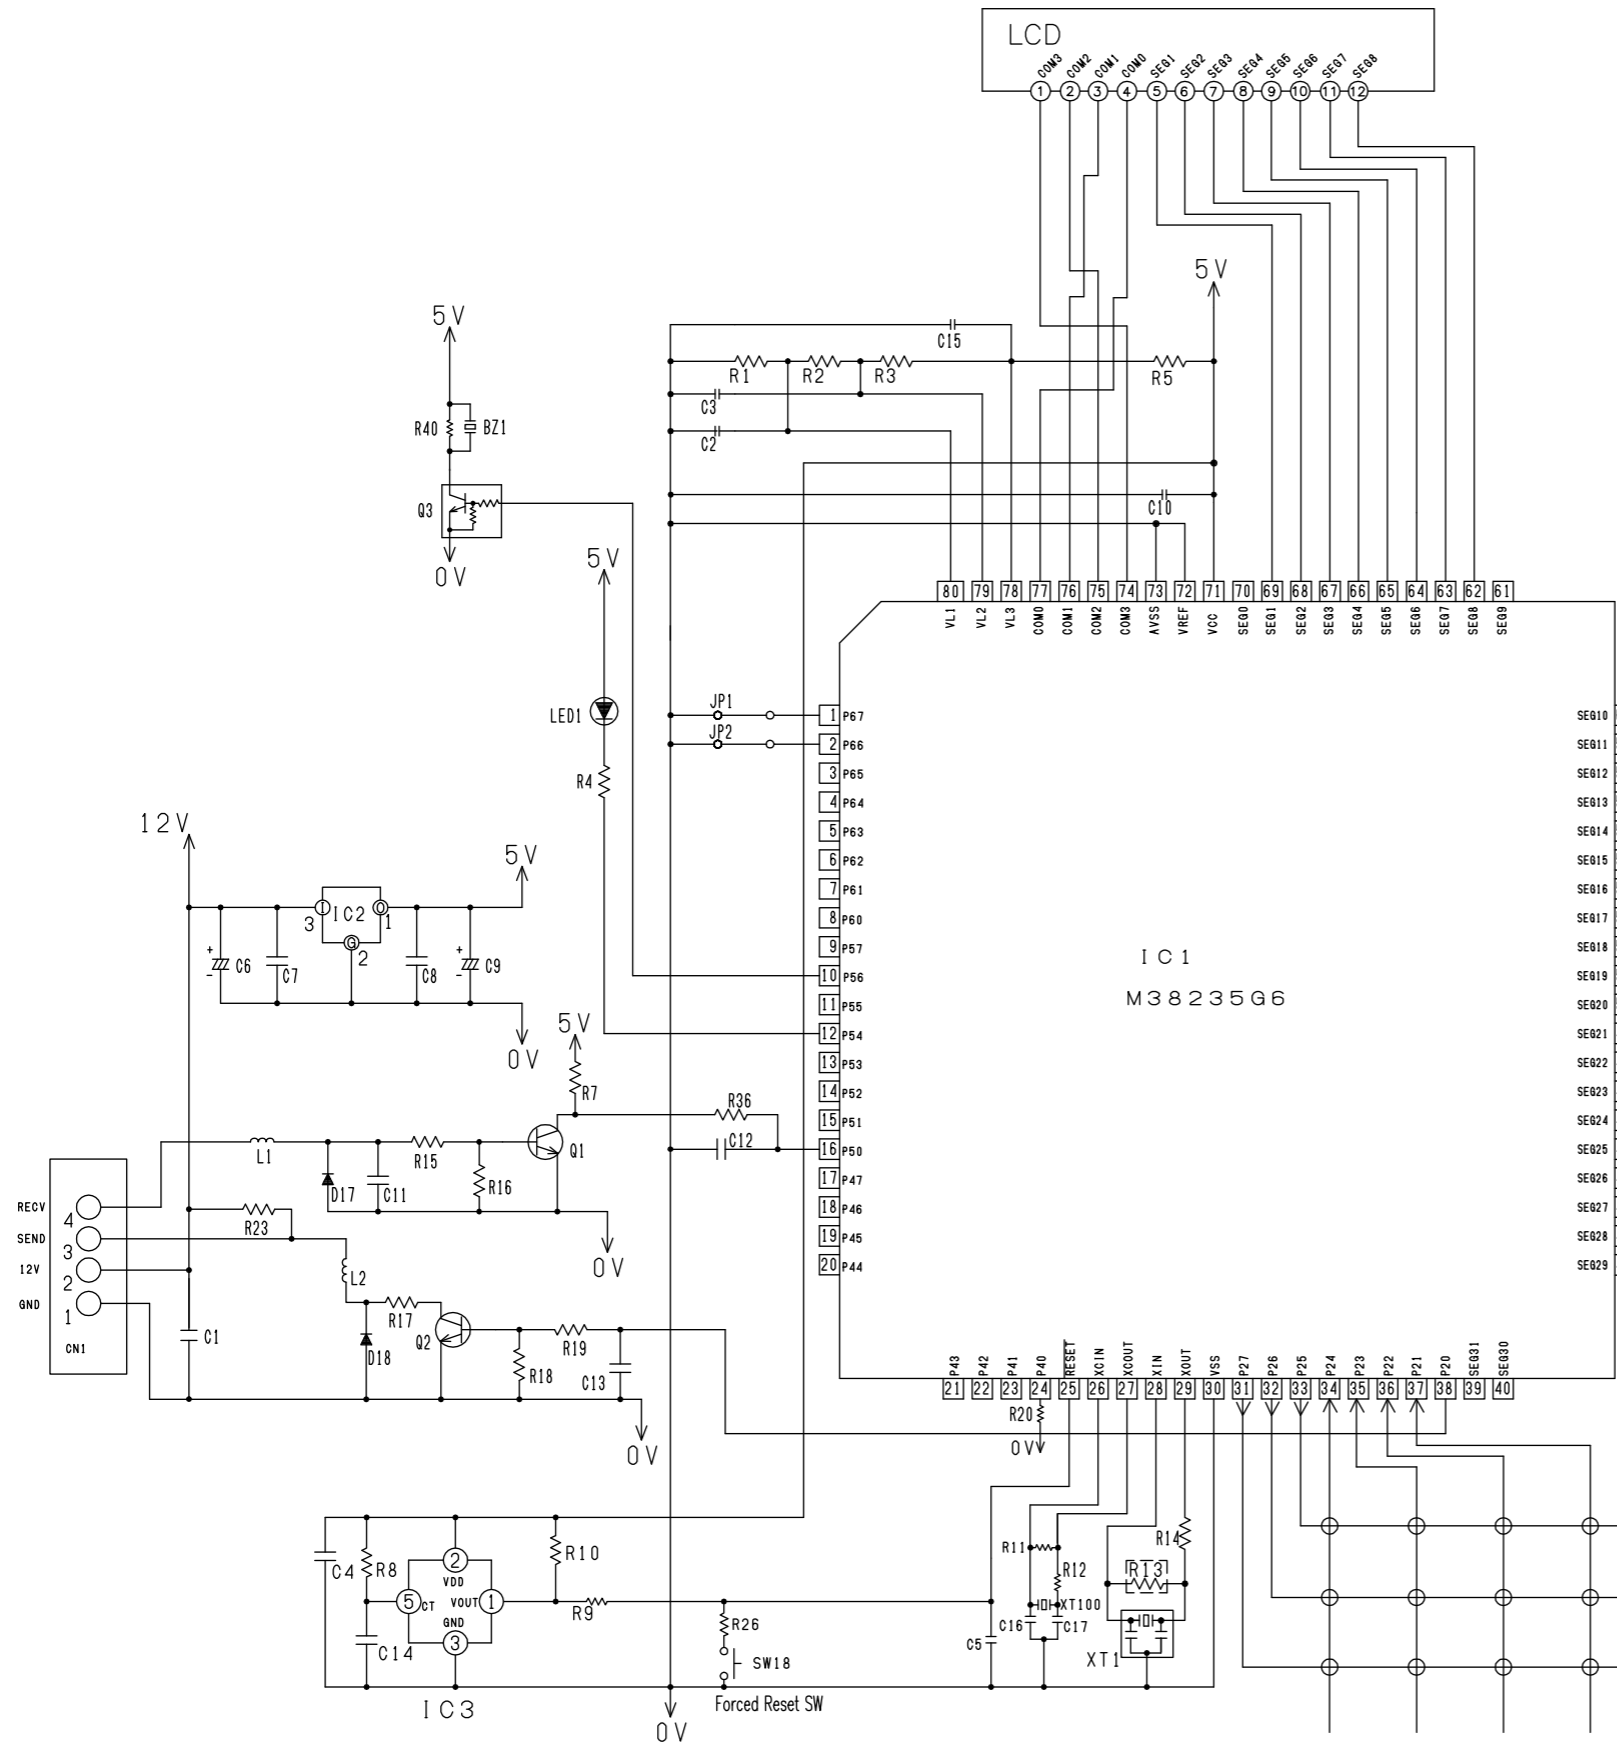 LCD
COM3 COM2 COM1 COM0 SEG1 SEG2 SEG3 SEG4 SEG5 SEG6 SEG7 SEG8
1 2 3 4 5 6 7 8 9 10 11 12
5V
5V
C15
R1 R2 R3 R5
C3
R40 BZ1
C2
Q3
C10
0V
5V
80 79 78 77 76 75 74 73 72 71 70 69 68 67 66 65 64 63 62 61
VL1 VL2 VL3 COM0 COM1 COM2 COM3 AVSS VREF VCC SEG0 SEG1 SEG2 SEG3 SEG4 SEG5 SEG6 SEG7 SEG8 SEG9
LED1
JP1
1 P67 SEG10
JP2
2 P66 SEG11
R4
3 P65 SEG12
4 P64 SEG13
12V
5 P63 SEG14
5V
6 P62 SEG15
7 P61 SEG16
I IC2 O
3 1
8 P60 SEG17
G
2
9 P57 SEG18
IC1
+ - C6 C7 C8 + - C9
10 P56 SEG19
M38235G6
11 P55 SEG20
0V
5V
12 P54 SEG21
13 P53 SEG22
R7
14 P52 SEG23
R36
15 P51 SEG24
C12
16 P50 SEG25
L1 R15 Q1
17 P47 SEG26
D17 C11 R16
18 P46 SEG27
RECV 4
R23
SEND 3
19 P45 SEG28
12V 2
L2
0V
20 P44 SEG29
GND 1
R17
CN1
C1
D18 Q2 R18 R19 C13
P43 P42 P41 P40 RESET XCIN XCOUT XIN XOUT VSS P27 P26 P25 P24 P23 P22 P21 P20 SEG31 SEG30
21 22 23 24 25 26 27 28 29 30 31 32 33 34 35 36 37 38 39 40
R20
0V
0V
R14
R11
C4 R8 R10
2
VDD
R12
R13
5 CT VOUT 1
XT100
R9
GND
3
R26
C16 C17
C14
C5
SW18
XT1
IC3
Forced Reset SW
0V